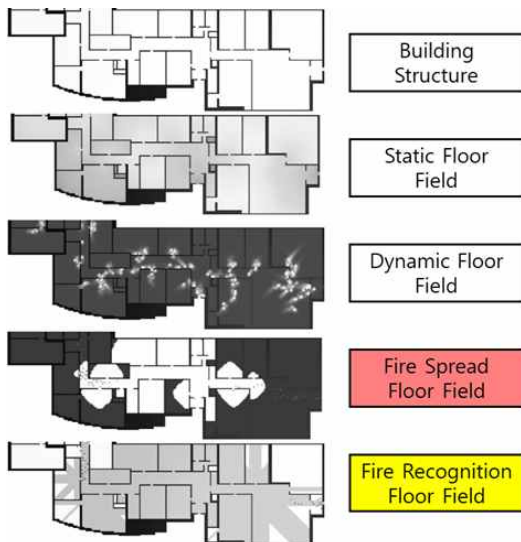 Building
Structure
Static Floor
Field
Dynamic Floor
Field
Fire Spread
Floor Field
Fire Recognition
Floor Field